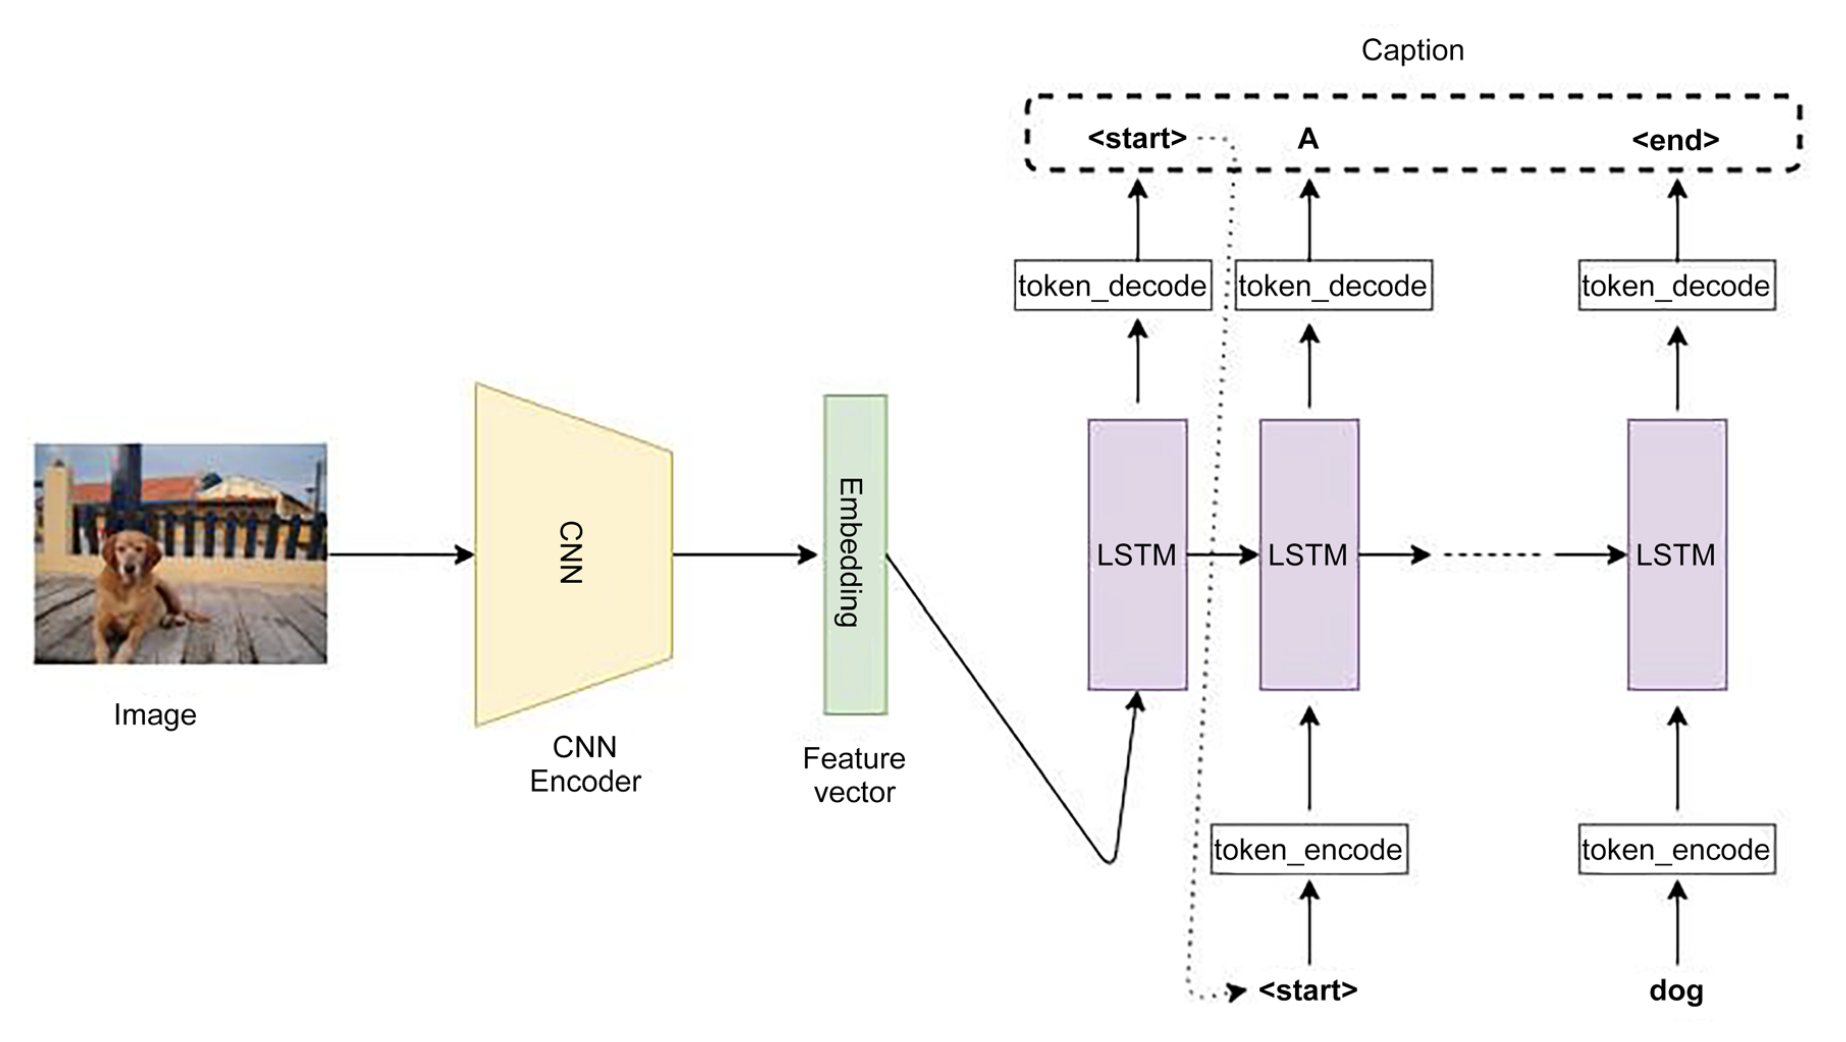 Caption
<start> A <end>
token_decode token_decode token_decode
CNN
Embedding
LSTM LSTM LSTM
Image
CNN
Encoder
Feature
vector
token_encode token_encode
<start> dog